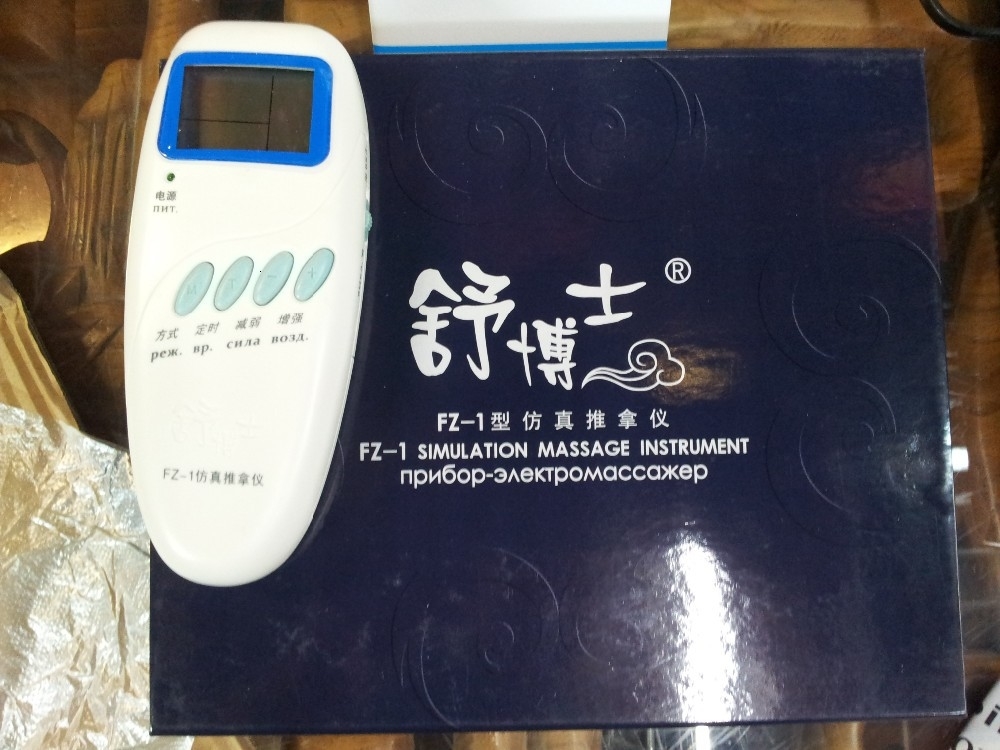 电源
пит.
M T - +
方式 定时 减弱 增强
реж. вр. сила возд.
FZ-1仿真推拿仪
舒博士®
FZ-1型仿真推拿仪
FZ-1 SIMULATION MASSAGE INSTRUMENT
прибор-электромассажер